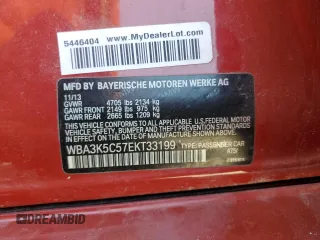 5446404
www.MyDealerLot.com
MFD BY BAYERISCHE MOTOREN WERKE AG
11/13
GVWR 4705 lbs 2134 kg
GAWR FRONT 2149 lbs 975 kg
GAWR REAR 2665 lbs 1209 kg
THIS VEHICLE CONFORMS TO ALL APPLICABLE
U.S. FEDERAL MOTOR VEHICLE SAFETY, BUMPER, AND
THEFT PREVENTION STANDARDS IN EFFECT ON THE
DATE OF MANUFACTURE SHOWN ABOVE.
WBA3K5C57EKT33199 TYPE: PASSENGER CAR
A75/
BIDFAX.INFO